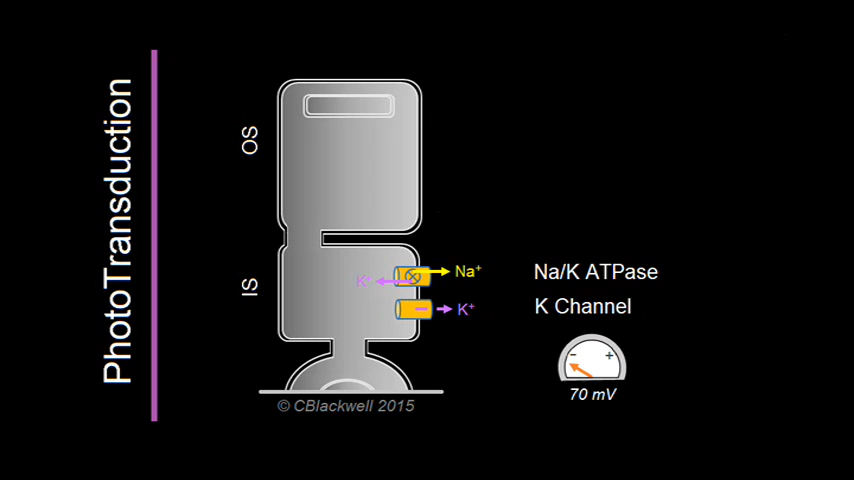 PhotoTransduction
OS
IS
K⁺
Na⁺
Na/K ATPase
K⁺
K Channel
- +
70 mV
© CBlackwell 2015